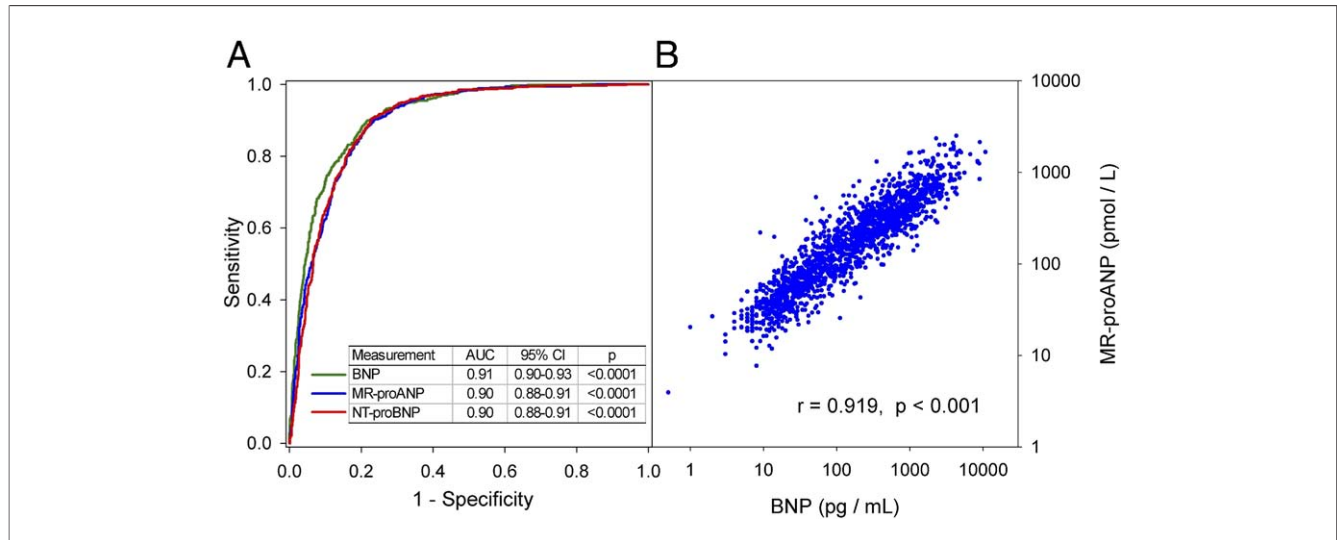 A
1.0
0.8
0.6
0.4
0.2
0.0
Sensitivity
Measurement AUC 95% CI p
BNP 0.91 0.90-0.93 <0.0001
MR-proANP 0.90 0.88-0.91 <0.0001
NT-proBNP 0.90 0.88-0.91 <0.0001
0.0 0.2 0.4 0.6 0.8 1.0
1 - Specificity
B
10000
1000
100
10
1
MR-proANP (pmol / L)
r = 0.919, p < 0.001
1 10 100 1000 10000
BNP (pg / mL)